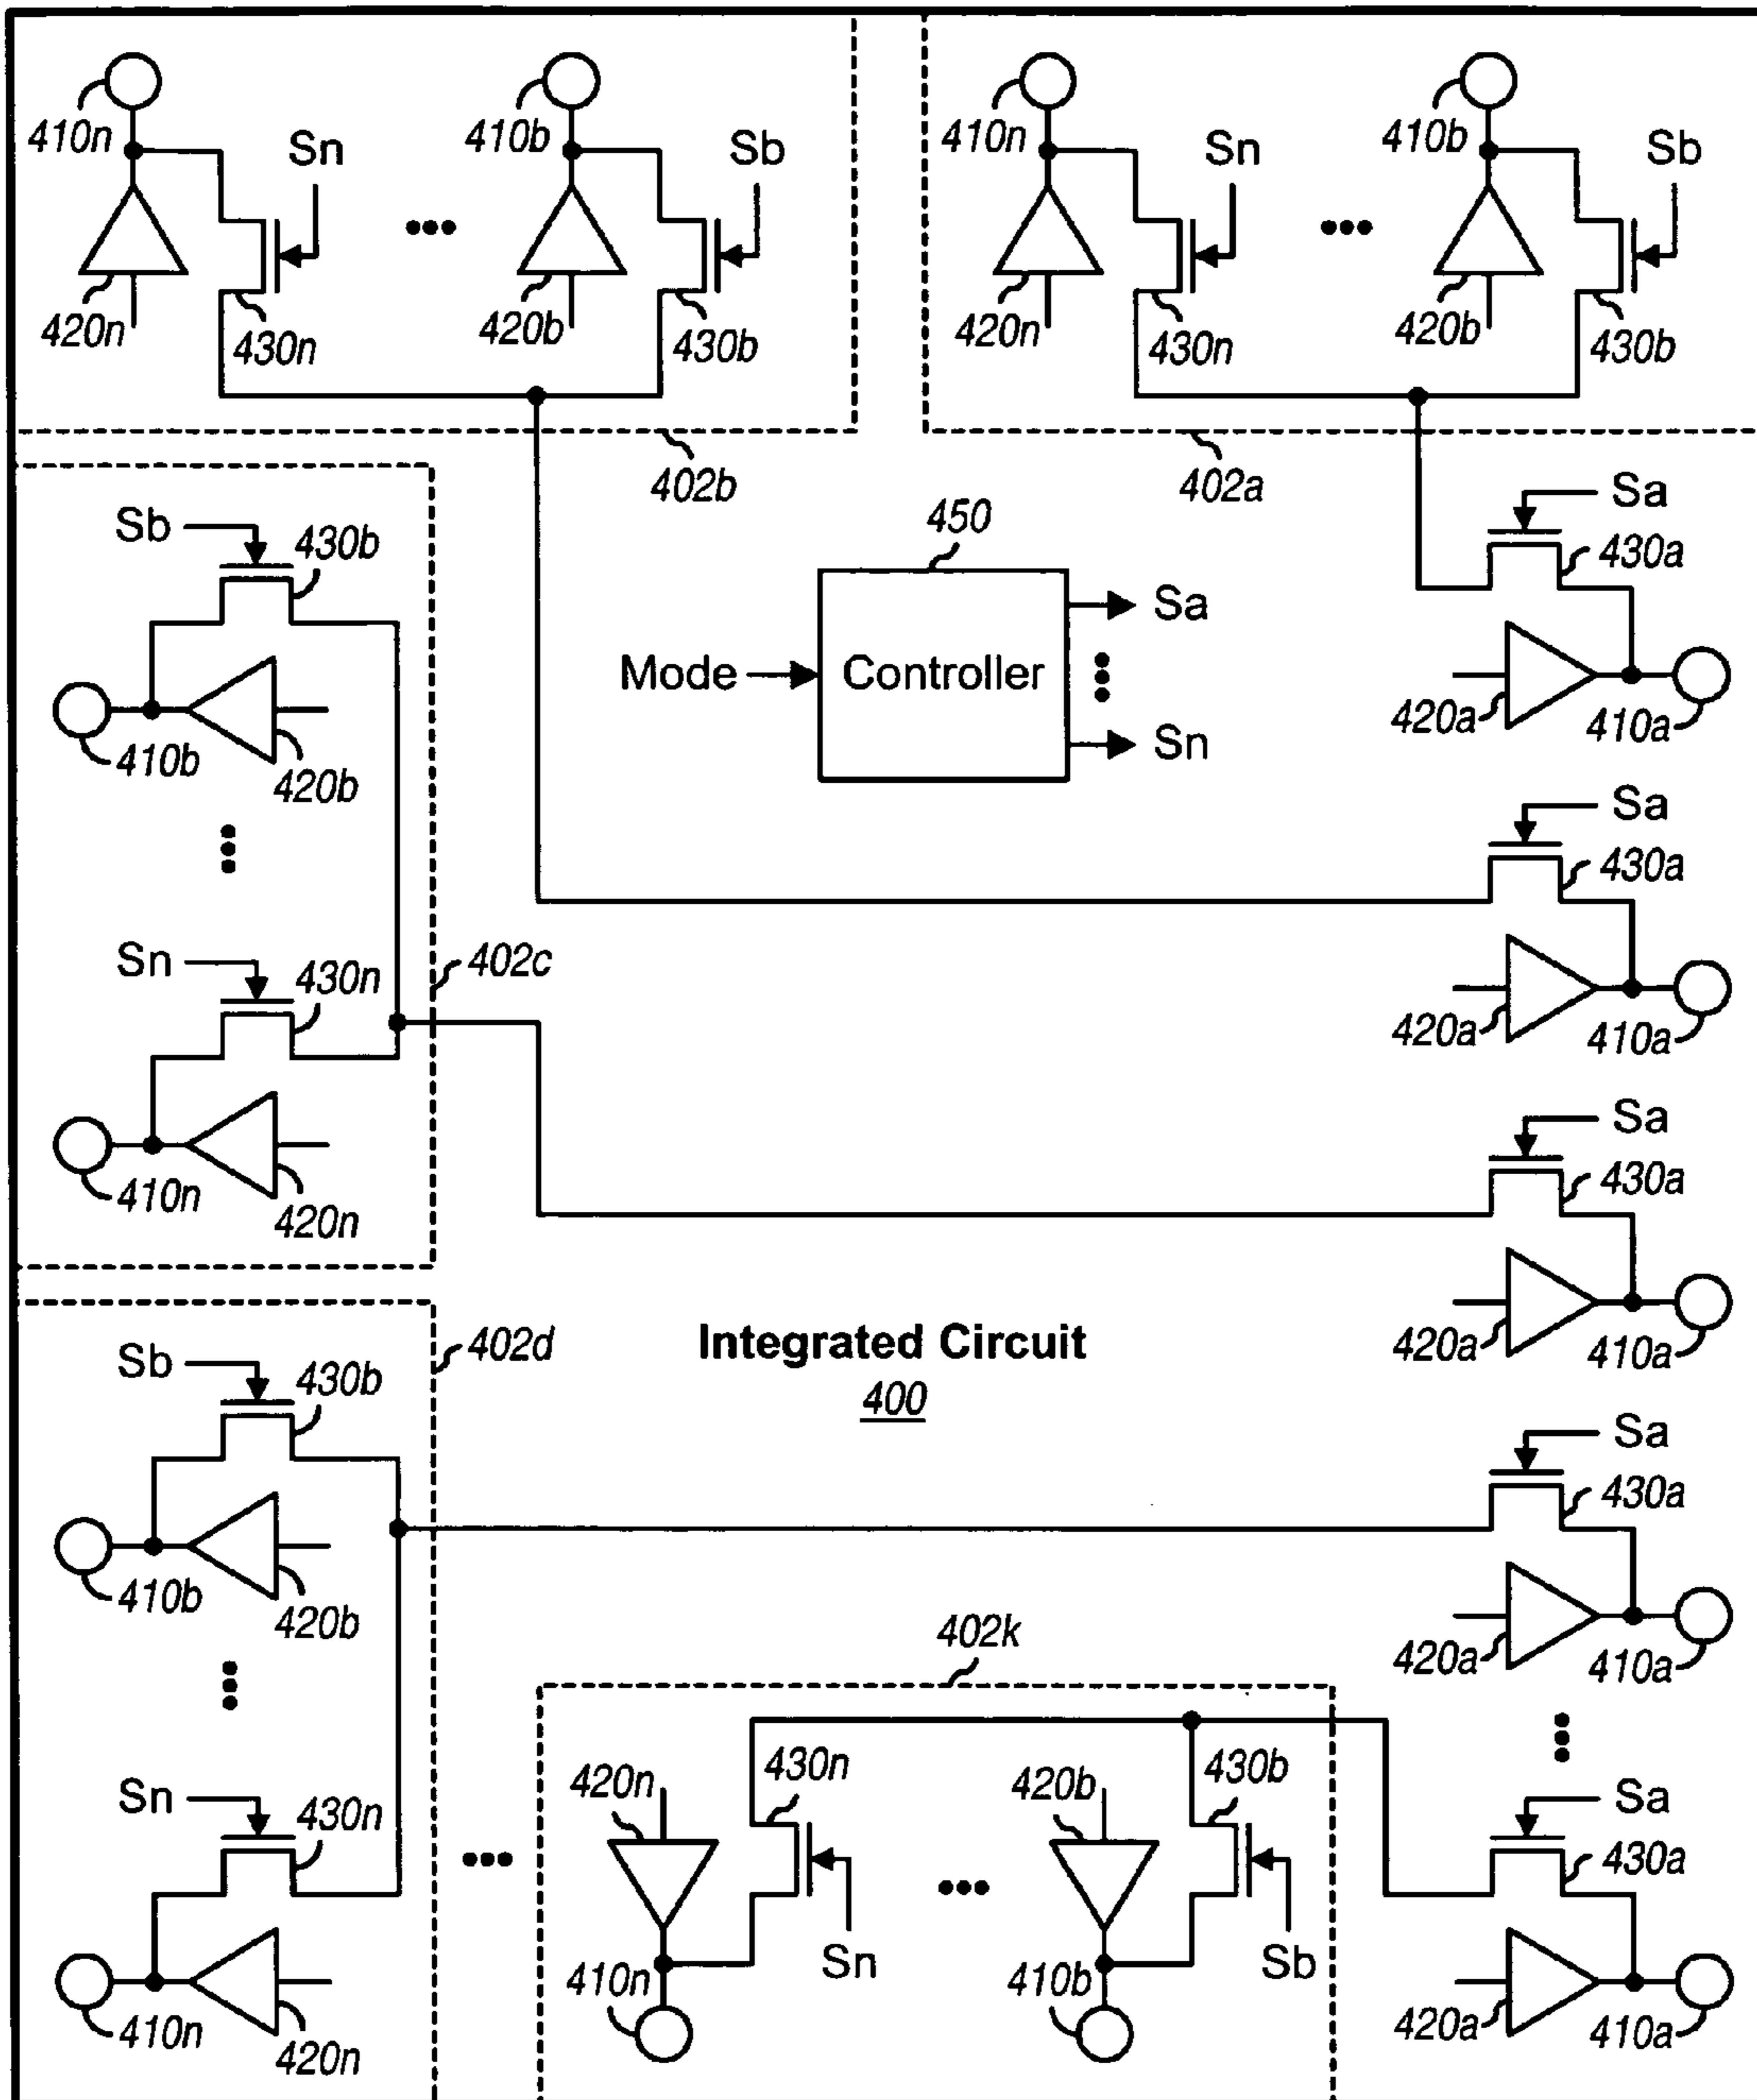 410n
Sn
410b
Sb
410n
Sn
410b
Sb
420n
430n
420b
430b
420n
430n
420b
430b
402b
402a
Sb
430b
410b
420b
Sn
430n
402c
410n
420n
450
Mode
Controller
Sa
Sn
Sa
430a
420a
410a
Sa
430a
420a
410a
Sa
430a
420a
410a
Integrated Circuit
400
Sb
430b
402d
410b
420b
Sn
430n
410n
420n
Sa
430a
420a
410a
402k
420n
430n
420b
430b
410n
Sn
410b
Sb
Sa
430a
420a
410a